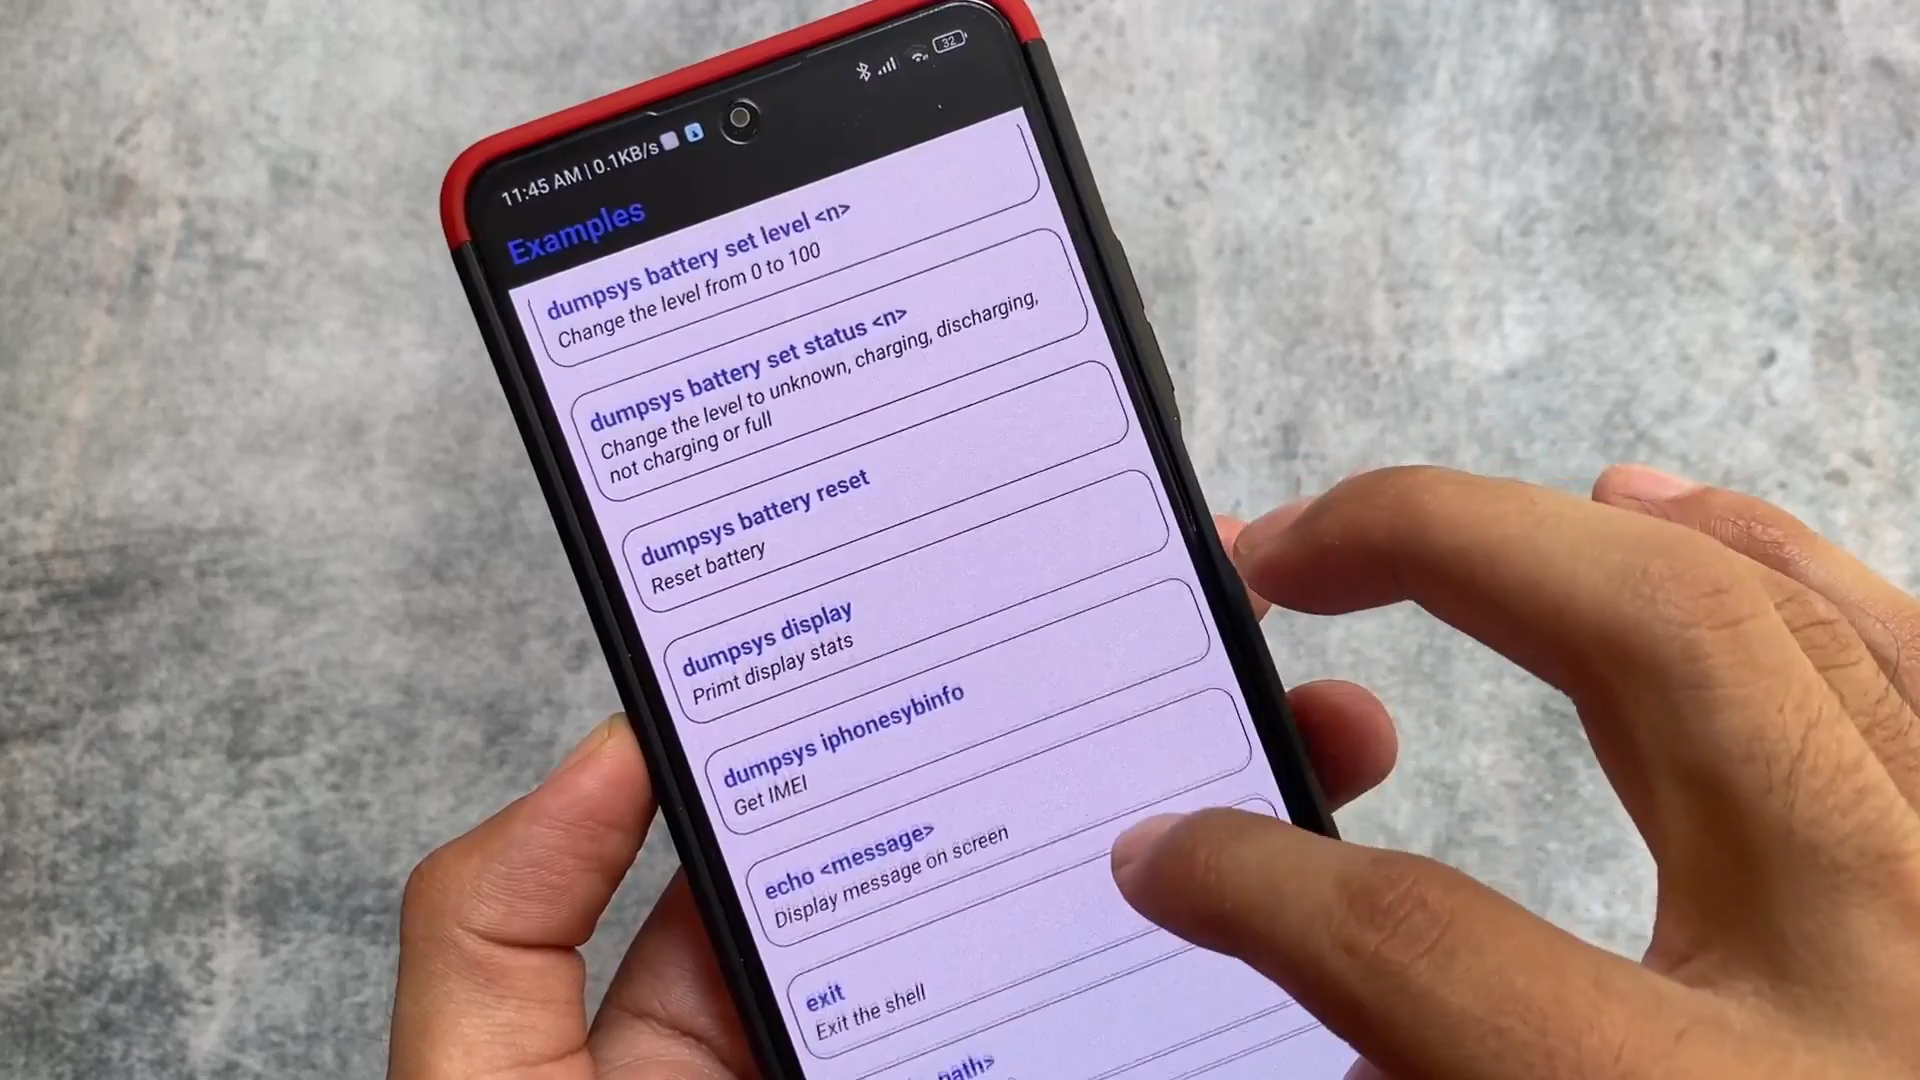 11:45 AM | 0.1KB/s
32
Examples
dumpsys battery set level <n>
Change the level from 0 to 100
dumpsys battery set status <n>
Change the level to unknown, charging, discharging,
not charging or full
dumpsys battery reset
Reset battery
dumpsys display
Primt display stats
dumpsys iphonesybinfo
Get IMEI
echo <message>
Display message on screen
exit
Exit the shell
path>